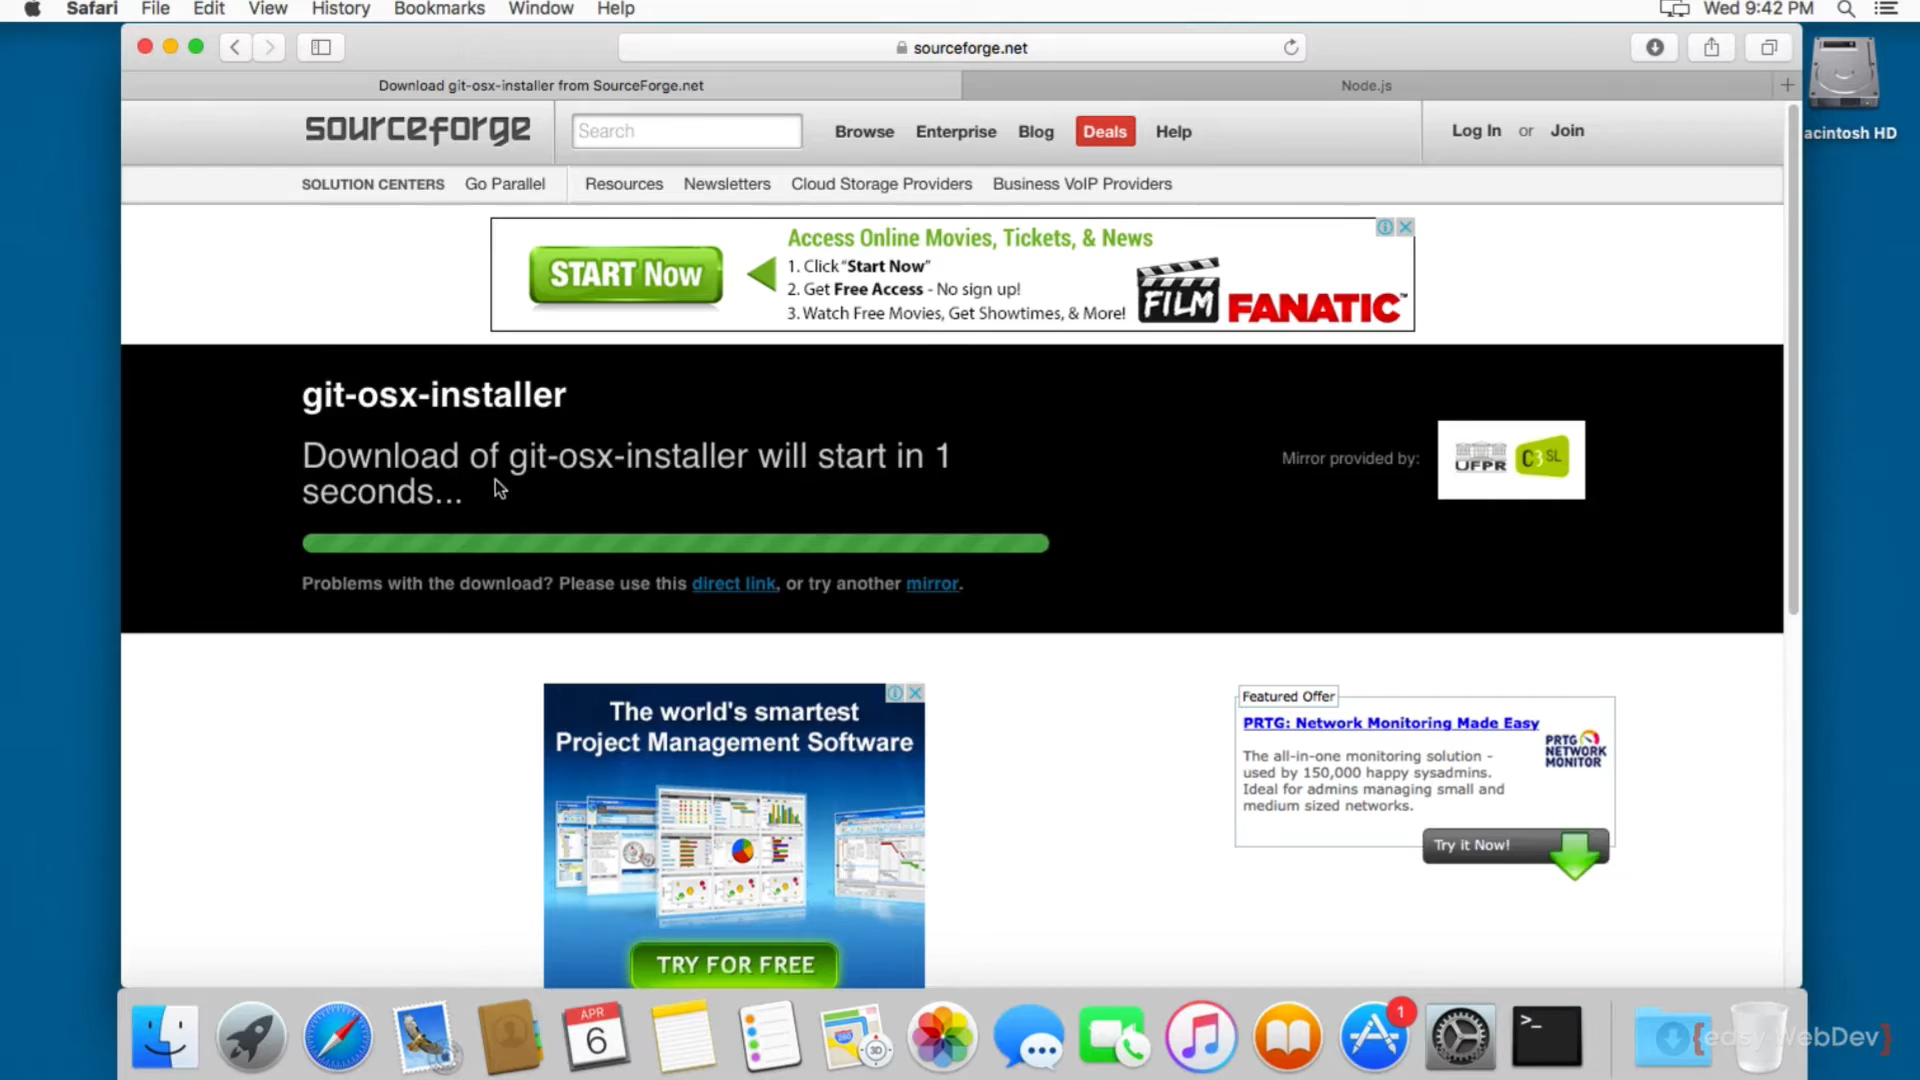 Safari File Edit View History Bookmarks Window Help Wed 9:42 PM
sourceforge.net
Download git-osx-installer from SourceForge.net
Node.js
sourceforge
Search
Browse Enterprise Blog Deals Help
Log In or Join
SOLUTION CENTERS Go Parallel Resources Newsletters Cloud Storage Providers Business VoIP Providers
START Now
Access Online Movies, Tickets, & News
1. Click "Start Now"
2. Get Free Access - No sign up!
3. Watch Free Movies, Get Showtimes, & More!
FILM FANATIC™
acintosh HD
git-osx-installer
Download of git-osx-installer will start in 1
seconds...
Mirror provided by:
UFPR
C3SL
Problems with the download? Please use this direct link, or try another mirror.
The world's smartest
Project Management Software
TRY FOR FREE
Featured Offer
PRTG: Network Monitoring Made Easy
The all-in-one monitoring solution -
used by 150,000 happy sysadmins.
Ideal for admins managing small and
medium sized networks.
PRTG
NETWORK
MONITOR
Try it Now!
APR
6
3D
1
>_
{easy WebDev}